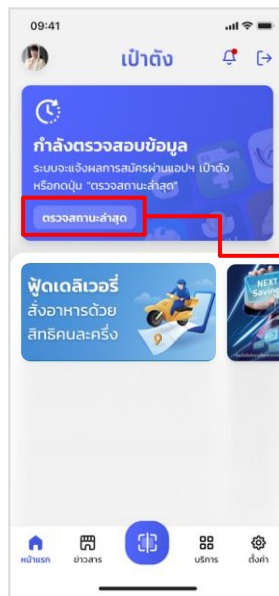 09:41
เป๋าตัง
กำลังตรวจสอบข้อมูล
ระบบจะแจ้งผลการสมัครผ่านแอปฯ เป๋าตัง
หรือกดปุ่ม "ตรวจสถานะล่าสุด"
ตรวจสถานะล่าสุด
ฟู้ดเดลิเวอรี่
สั่งอาหารด้วย
สิทธิคนละครึ่ง
NEXT
Saving
หน้าแรก
ข่าวสาร
บริการ
ตั้งค่า